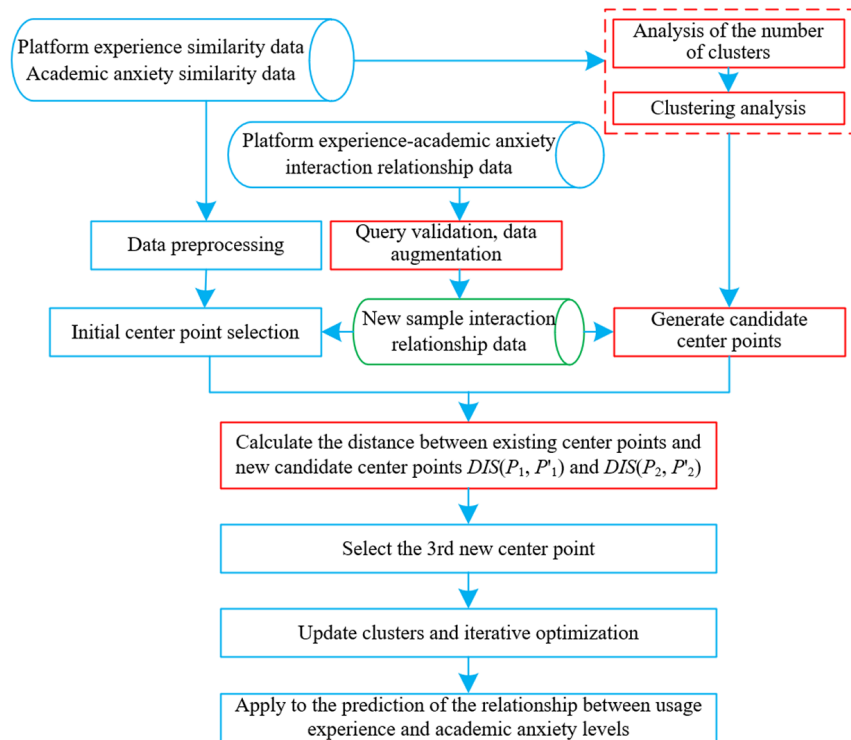 Platform experience similarity data
Academic anxiety similarity data
Analysis of the number
of clusters
Clustering analysis
Platform experience-academic anxiety
interaction relationship data
Data preprocessing
Query validation, data
augmentation
Initial center point selection
New sample interaction
relationship data
Generate candidate
center points
Calculate the distance between existing center points and
new candidate center points DIS(P₁, P'₁) and DIS(P₂, P'₂)
Select the 3rd new center point
Update clusters and iterative optimization
Apply to the prediction of the relationship between usage
experience and academic anxiety levels